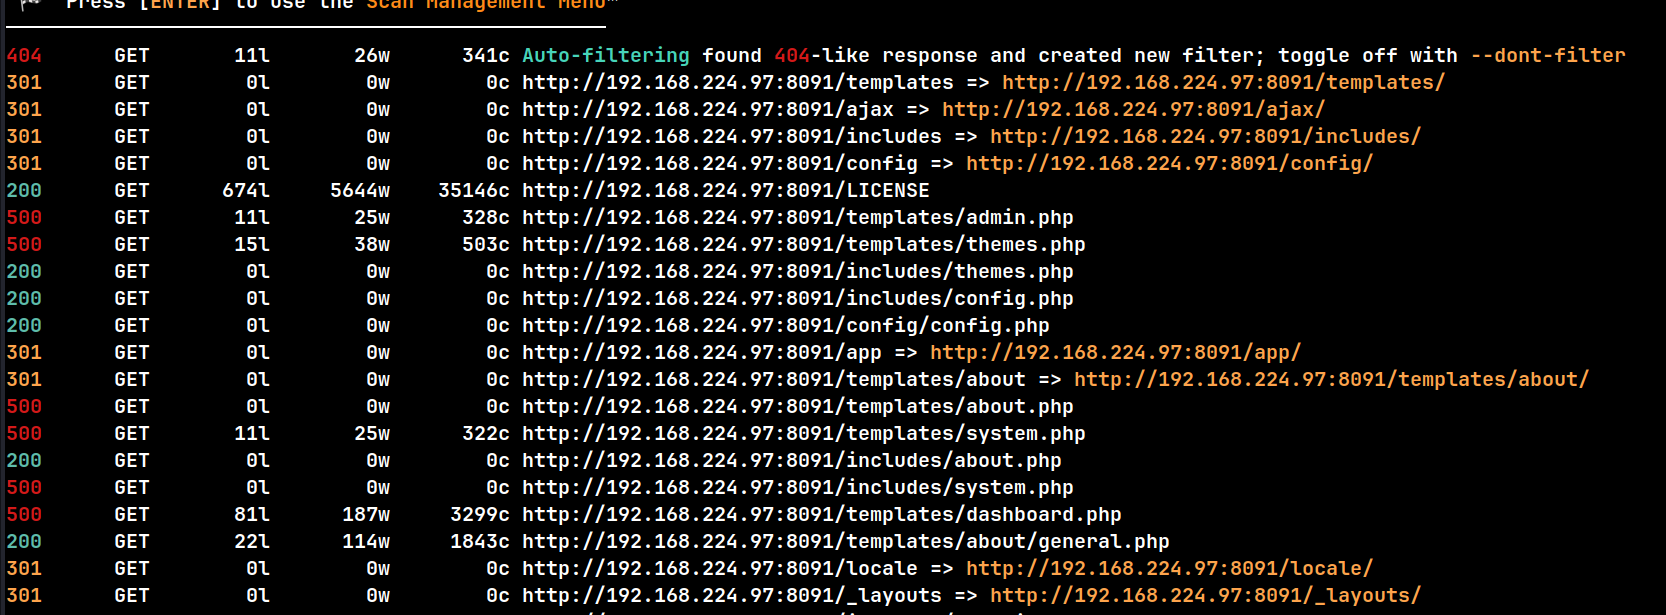 Press [ENTER] to use the Scan Management Menu™
404 GET 11l 26w 341c Auto-filtering found 404-like response and created new filter; toggle off with --dont-filter
301 GET 0l 0w 0c http://192.168.224.97:8091/templates => http://192.168.224.97:8091/templates/
301 GET 0l 0w 0c http://192.168.224.97:8091/ajax => http://192.168.224.97:8091/ajax/
301 GET 0l 0w 0c http://192.168.224.97:8091/includes => http://192.168.224.97:8091/includes/
301 GET 0l 0w 0c http://192.168.224.97:8091/config => http://192.168.224.97:8091/config/
200 GET 674l 5644w 35146c http://192.168.224.97:8091/LICENSE
500 GET 11l 25w 328c http://192.168.224.97:8091/templates/admin.php
500 GET 15l 38w 503c http://192.168.224.97:8091/templates/themes.php
200 GET 0l 0w 0c http://192.168.224.97:8091/includes/themes.php
200 GET 0l 0w 0c http://192.168.224.97:8091/includes/config.php
200 GET 0l 0w 0c http://192.168.224.97:8091/config/config.php
301 GET 0l 0w 0c http://192.168.224.97:8091/app => http://192.168.224.97:8091/app/
301 GET 0l 0w 0c http://192.168.224.97:8091/templates/about => http://192.168.224.97:8091/templates/about/
500 GET 0l 0w 0c http://192.168.224.97:8091/templates/about.php
500 GET 11l 25w 322c http://192.168.224.97:8091/templates/system.php
200 GET 0l 0w 0c http://192.168.224.97:8091/includes/about.php
500 GET 0l 0w 0c http://192.168.224.97:8091/includes/system.php
500 GET 81l 187w 3299c http://192.168.224.97:8091/templates/dashboard.php
200 GET 22l 114w 1843c http://192.168.224.97:8091/templates/about/general.php
301 GET 0l 0w 0c http://192.168.224.97:8091/locale => http://192.168.224.97:8091/locale/
301 GET 0l 0w 0c http://192.168.224.97:8091/_layouts => http://192.168.224.97:8091/_layouts/